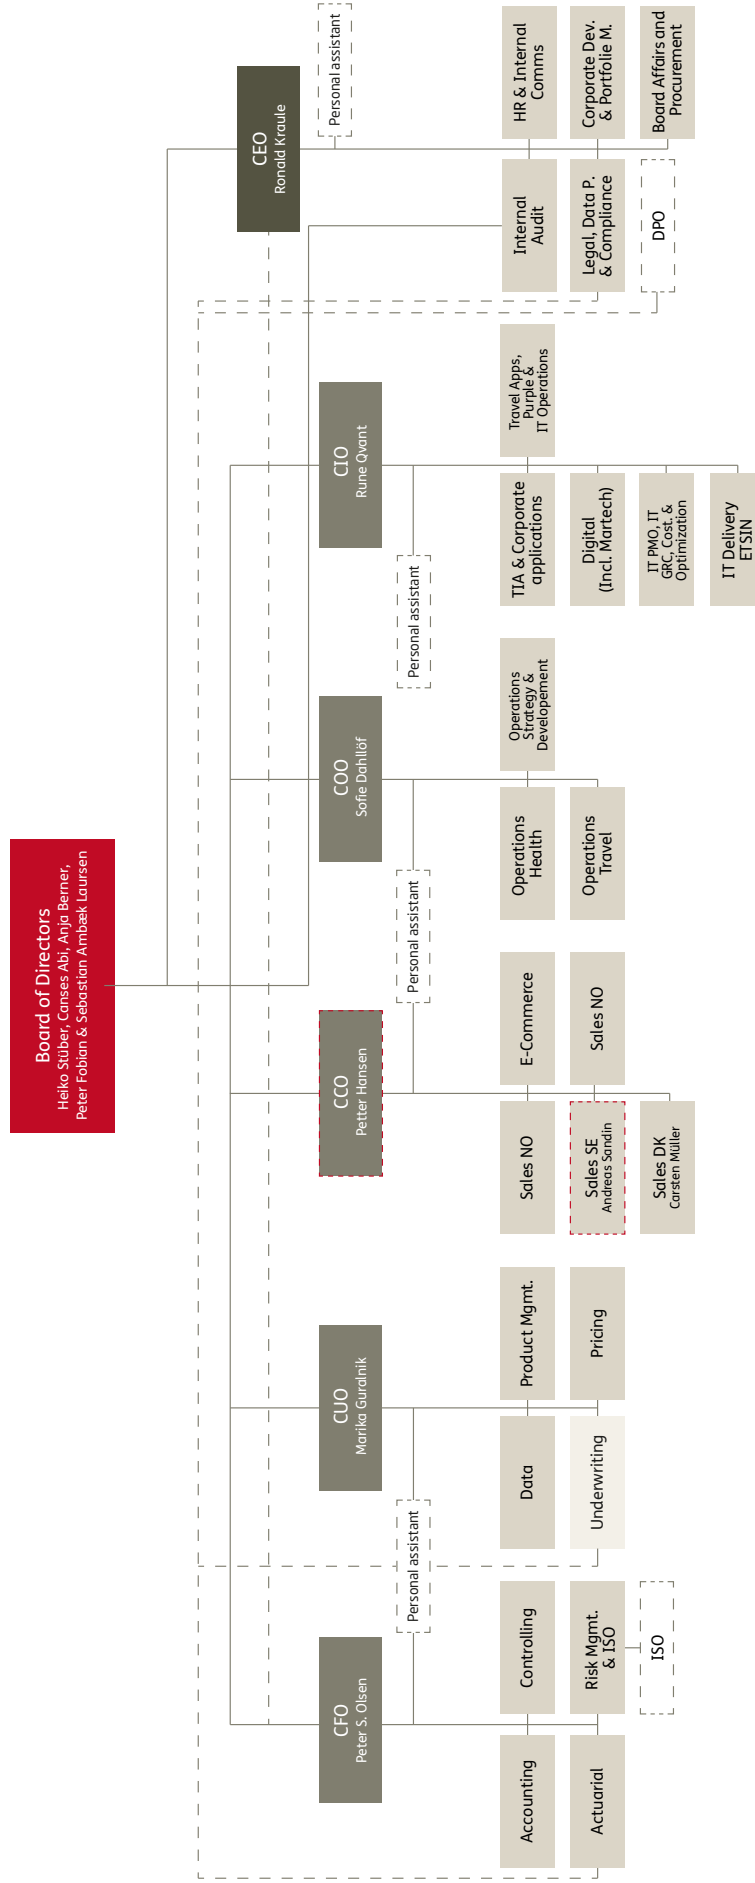 Board of Directors
Heiko Stüber, Canses Abi, Anja Berner,
Peter Fobian & Sebastian Ambæk Laursen
CEO
Ronald Kraule
Personal assistant
CFO
Peter S. Olsen
CUO
Marika Guralnik
CCO
Petter Hansen
COO
Sofie Dahllöf
CIO
Rune Qvant
Personal assistant
Personal assistant
Personal assistant
Accounting
Controlling
Actuarial
Risk Mgmt.
& ISO
ISO
Data
Product Mgmt.
Underwriting
Pricing
Sales NO
E-Commerce
Sales SE
Andreas Sandin
Sales NO
Sales DK
Carsten Müller
Operations
Health
Operations
Strategy &
Developement
Operations
Travel
TIA & Corporate
applications
Travel Apps,
Purple &
IT Operations
Digital
(Incl. Martech)
IT PMO, IT
GRC, Cost. &
Optimization
IT Delivery
ETSIN
Internal
Audit
HR & Internal
Comms
Legal, Data P.
& Compliance
Corporate Dev.
& Portfolie M.
DPO
Board Affairs and
Procurement